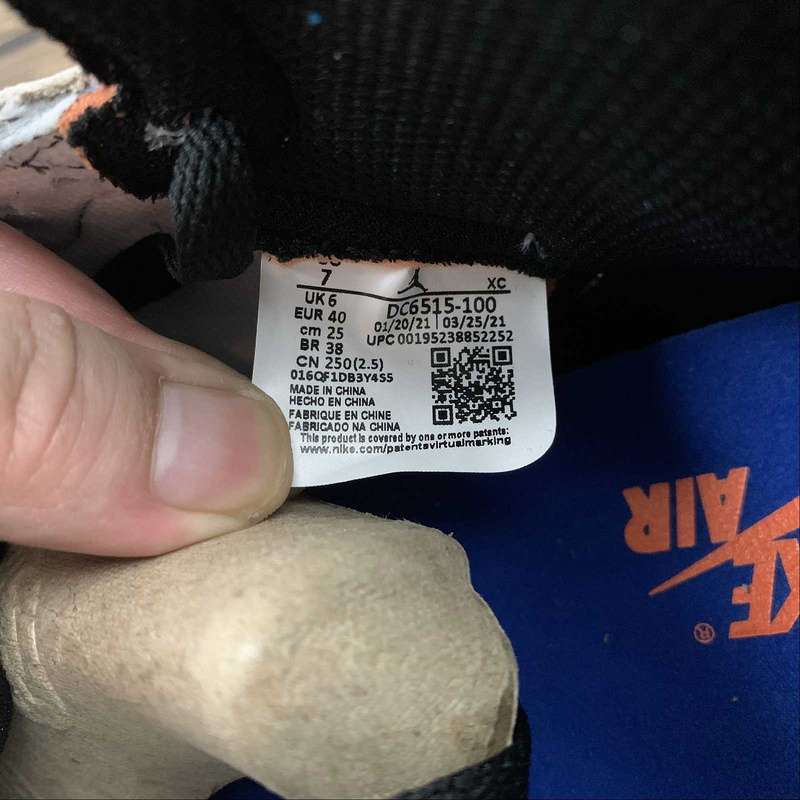 7
XC
UK 6
EUR 40
cm 25
BR 38
CN 250(2.5)
DC6515-100
01/20/21 | 03/25/21
UPC 00195238852252
016QF1DB3Y4S5
MADE IN CHINA
HECHO EN CHINA
FABRIQUE EN CHINE
FABRICADO NA CHINA
This product is covered by one or more patents:
www.nike.com/patentsvirtualmarking
AIR
®